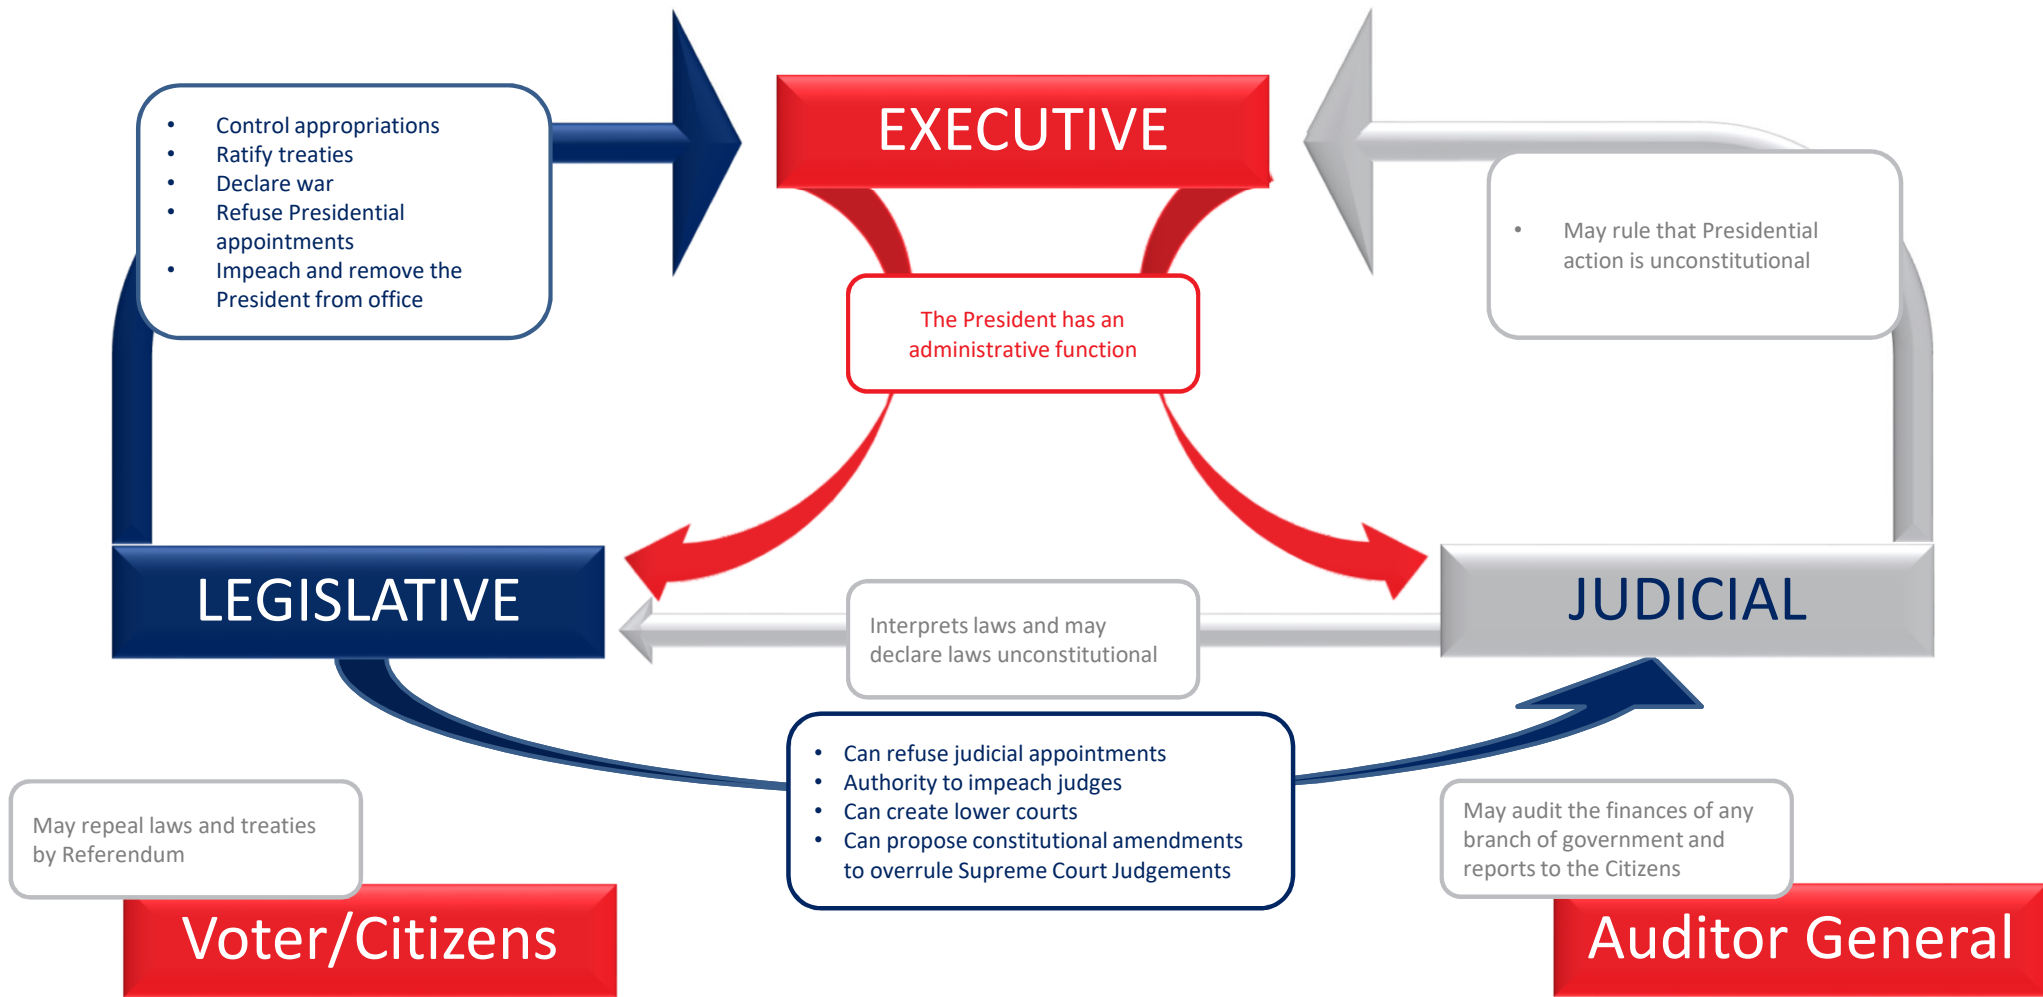 EXECUTIVE
• Control appropriations
• Ratify treaties
• Declare war
• Refuse Presidential
appointments
• Impeach and remove the
President from office
• May rule that Presidential
action is unconstitutional
The President has an
administrative function
LEGISLATIVE
JUDICIAL
Interprets laws and may
declare laws unconstitutional
• Can refuse judicial appointments
• Authority to impeach judges
• Can create lower courts
• Can propose constitutional amendments
to overrule Supreme Court Judgements
May repeal laws and treaties
by Referendum
Voter/Citizens
May audit the finances of any
branch of government and
reports to the Citizens
Auditor General